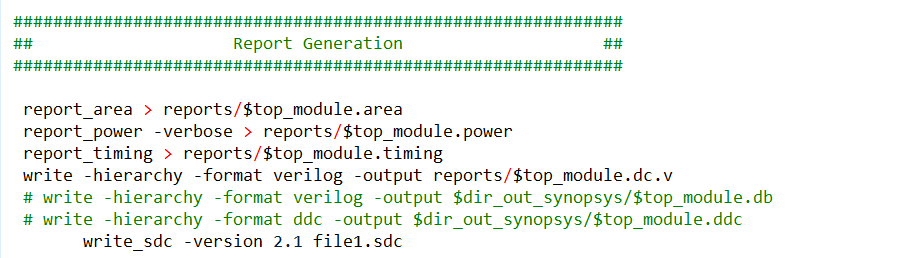 #############################################################
## Report Generation ##
#############################################################
report_area > reports/$top_module.area
report_power -verbose > reports/$top_module.power
report_timing > reports/$top_module.timing
write -hierarchy -format verilog -output reports/$top_module.dc.v
# write -hierarchy -format verilog -output $dir_out_synopsys/$top_module.db
# write -hierarchy -format ddc -output $dir_out_synopsys/$top_module.ddc
write_sdc -version 2.1 file1.sdc